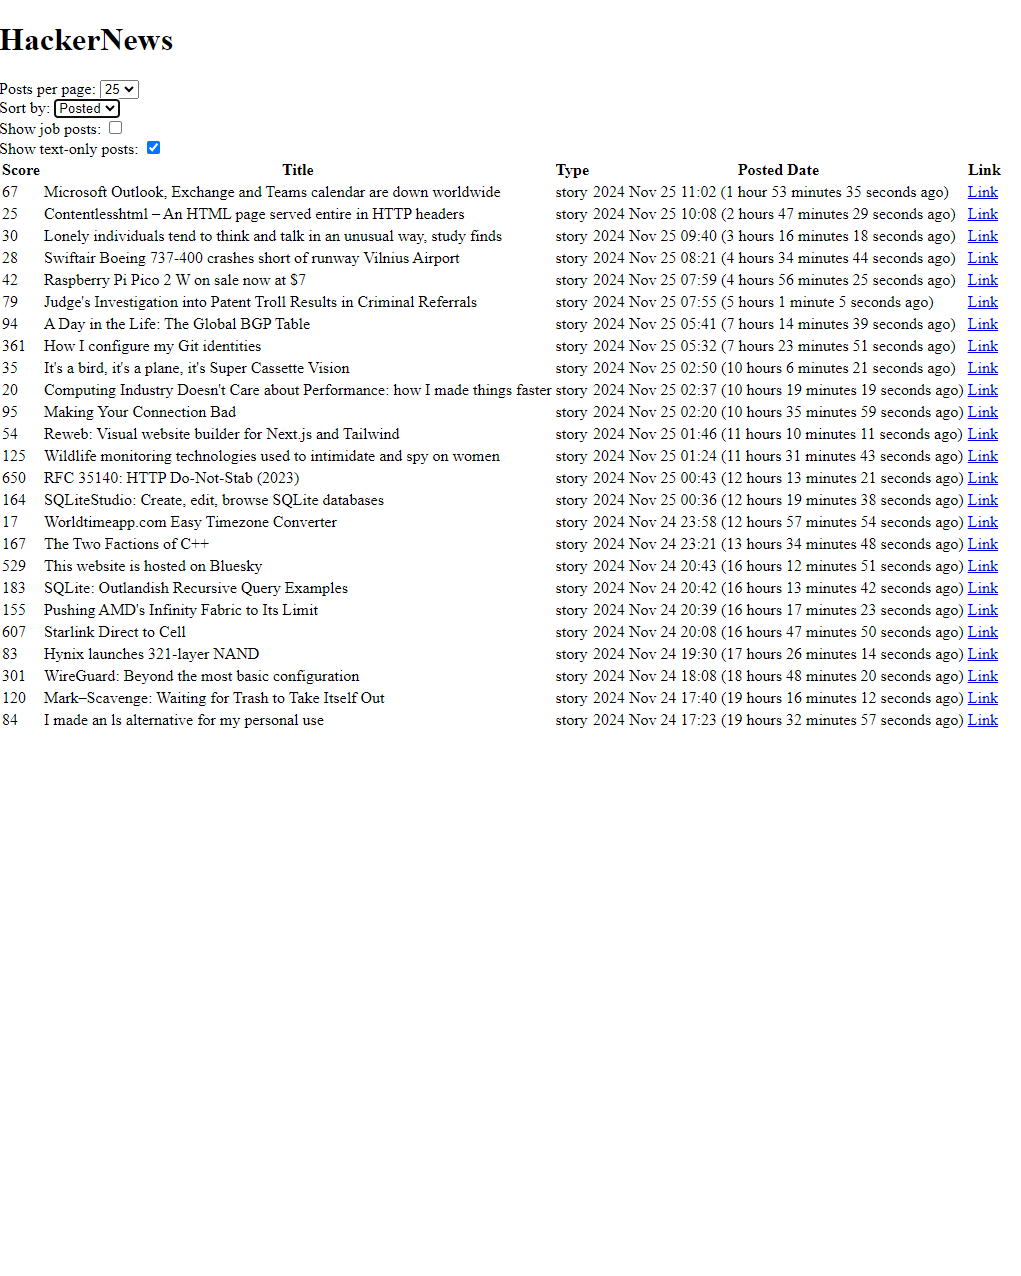 HackerNews
Posts per page: 25
Sort by: Posted
Show job posts:
Show text-only posts:
Score Title Type Posted Date Link
67 Microsoft Outlook, Exchange and Teams calendar are down worldwide story 2024 Nov 25 11:02 (1 hour 53 minutes 35 seconds ago) Link
25 Contentlesshtml – An HTML page served entire in HTTP headers story 2024 Nov 25 10:08 (2 hours 47 minutes 29 seconds ago) Link
30 Lonely individuals tend to think and talk in an unusual way, study finds story 2024 Nov 25 09:40 (3 hours 16 minutes 18 seconds ago) Link
28 Swiftair Boeing 737-400 crashes short of runway Vilnius Airport story 2024 Nov 25 08:21 (4 hours 34 minutes 44 seconds ago) Link
42 Raspberry Pi Pico 2 W on sale now at $7 story 2024 Nov 25 07:59 (4 hours 56 minutes 25 seconds ago) Link
79 Judge's Investigation into Patent Troll Results in Criminal Referrals story 2024 Nov 25 07:55 (5 hours 1 minute 5 seconds ago) Link
94 A Day in the Life: The Global BGP Table story 2024 Nov 25 05:41 (7 hours 14 minutes 39 seconds ago) Link
361 How I configure my Git identities story 2024 Nov 25 05:32 (7 hours 23 minutes 51 seconds ago) Link
35 It's a bird, it's a plane, it's Super Cassette Vision story 2024 Nov 25 02:50 (10 hours 6 minutes 21 seconds ago) Link
20 Computing Industry Doesn't Care about Performance: how I made things faster story 2024 Nov 25 02:37 (10 hours 19 minutes 19 seconds ago) Link
95 Making Your Connection Bad story 2024 Nov 25 02:20 (10 hours 35 minutes 59 seconds ago) Link
54 Reweb: Visual website builder for Next.js and Tailwind story 2024 Nov 25 01:46 (11 hours 10 minutes 11 seconds ago) Link
125 Wildlife monitoring technologies used to intimidate and spy on women story 2024 Nov 25 01:24 (11 hours 31 minutes 43 seconds ago) Link
650 RFC 35140: HTTP Do-Not-Stab (2023) story 2024 Nov 25 00:43 (12 hours 13 minutes 21 seconds ago) Link
164 SQLiteStudio: Create, edit, browse SQLite databases story 2024 Nov 25 00:36 (12 hours 19 minutes 38 seconds ago) Link
17 Worldtimeapp.com Easy Timezone Converter story 2024 Nov 24 23:58 (12 hours 57 minutes 54 seconds ago) Link
167 The Two Factions of C++ story 2024 Nov 24 23:21 (13 hours 34 minutes 48 seconds ago) Link
529 This website is hosted on Bluesky story 2024 Nov 24 20:43 (16 hours 12 minutes 51 seconds ago) Link
183 SQLite: Outlandish Recursive Query Examples story 2024 Nov 24 20:42 (16 hours 13 minutes 42 seconds ago) Link
155 Pushing AMD's Infinity Fabric to Its Limit story 2024 Nov 24 20:39 (16 hours 17 minutes 23 seconds ago) Link
607 Starlink Direct to Cell story 2024 Nov 24 20:08 (16 hours 47 minutes 50 seconds ago) Link
83 Hynix launches 321-layer NAND story 2024 Nov 24 19:30 (17 hours 26 minutes 14 seconds ago) Link
301 WireGuard: Beyond the most basic configuration story 2024 Nov 24 18:08 (18 hours 48 minutes 20 seconds ago) Link
120 Mark–Scavenge: Waiting for Trash to Take Itself Out story 2024 Nov 24 17:40 (19 hours 16 minutes 12 seconds ago) Link
84 I made an ls alternative for my personal use story 2024 Nov 24 17:23 (19 hours 32 minutes 57 seconds ago) Link